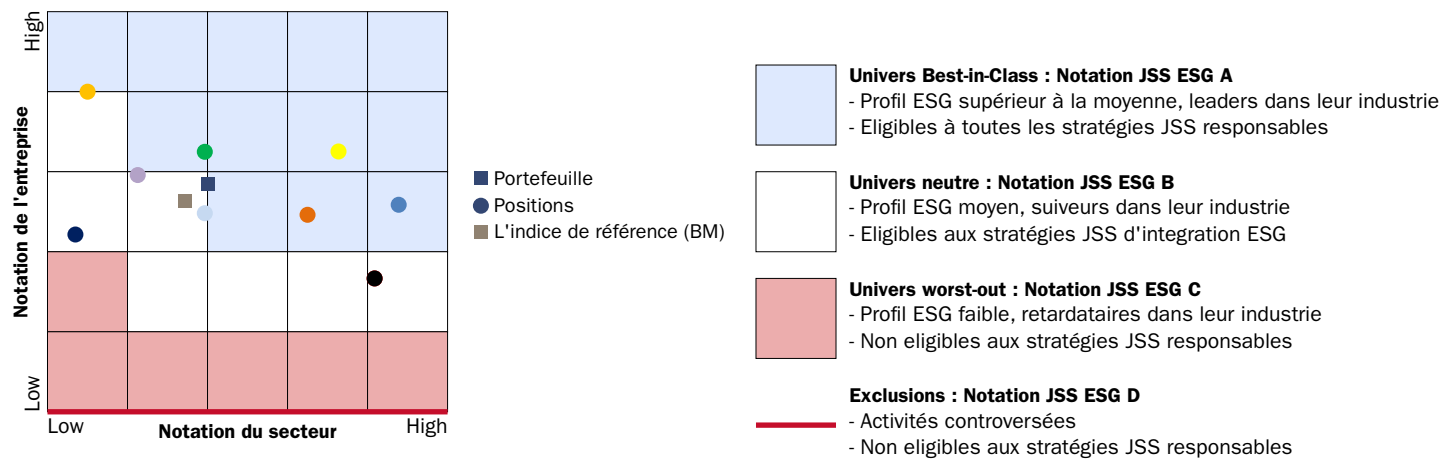 High
Notation de l'entreprise
Low
Low
Notation du secteur
High
Portefeuille
Positions
L'indice de référence (BM)
Univers Best-in-Class : Notation JSS ESG A
- Profil ESG supérieur à la moyenne, leaders dans leur industrie
- Eligibles à toutes les stratégies JSS responsables
Univers neutre : Notation JSS ESG B
- Profil ESG moyen, suiveurs dans leur industrie
- Eligibles aux stratégies JSS d'integration ESG
Univers worst-out : Notation JSS ESG C
- Profil ESG faible, retardataires dans leur industrie
- Non eligibles aux stratégies JSS responsables
Exclusions : Notation JSS ESG D
- Activités controversées
- Non eligibles aux stratégies JSS responsables